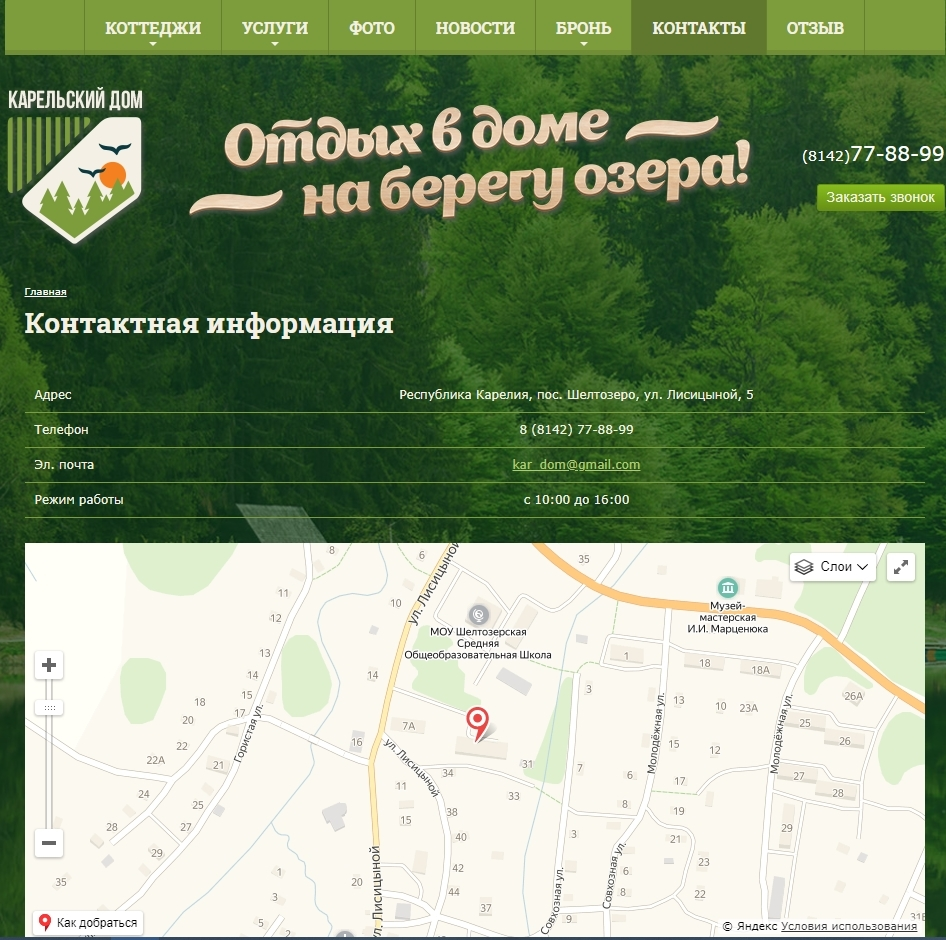 КОТТЕДЖИ УСЛУГИ ФОТО НОВОСТИ БРОНЬ КОНТАКТЫ ОТЗЫВ
КАРЕЛЬСКИЙ ДОМ
Отдых в доме
на берегу озера!
(8142)77-88-99
Заказать звонок
Главная
Контактная информация
Адрес Республика Карелия, пос. Шелтозеро, ул. Лисицыной, 5
Телефон 8 (8142) 77-88-99
Эл. почта kar_dom@gmail.com
Режим работы с 10:00 до 16:00
8
6
35
Слои
11
10
ул. Лисицыной
12
МОУ Шелтозерская
Средняя
Общеобразовательная Школа
Музей-
мастерская
И.И. Марценюка
13
14
14
1
18
18А
15
18
17
20
3
13
10
23А
26А
Гористая ул.
7А
16
22
22А
21
ул. Лисицыной
31
Молодёжная ул.
15
12
Молодёжная ул.
25
26
34
7
6
17
27
28
24
25
11
33
8
19
28
27
15
38
40
3
29
29
21
23
35
1
20
42
44
6
8
22
3
5
37
9
Совхозная ул.
Совхозная ул.
ул. Лисицыной
31Б
Как добраться
© Яндекс Условия использования